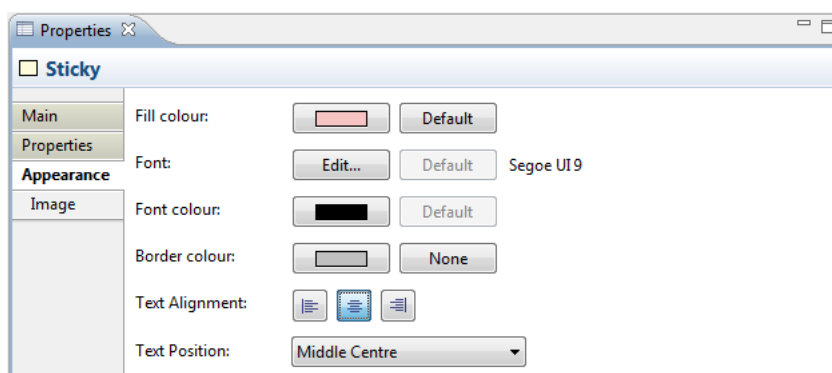 Properties
Sticky
Main
Properties
Appearance
Image
Fill colour: Default
Font: Edit... Default Segoe UI 9
Font colour: Default
Border colour: None
Text Alignment:
Text Position: Middle Centre